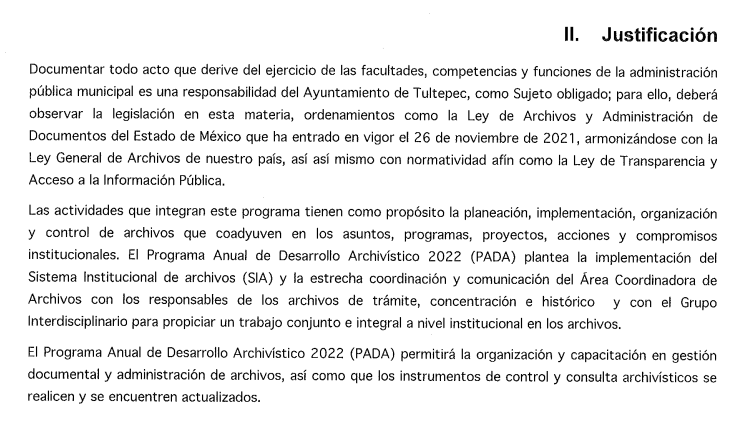 II. Justificación
Documentar todo acto que derive del ejercicio de las facultades, competencias y funciones de la administración
pública municipal es una responsabilidad del Ayuntamiento de Tultepec, como Sujeto obligado; para ello, deberá
observar la legislación en esta materia, ordenamientos como la Ley de Archivos y Administración de
Documentos del Estado de México que ha entrado en vigor el 26 de noviembre de 2021, armonizándose con la
Ley General de Archivos de nuestro país, así así mismo con normatividad afín como la Ley de Transparencia y
Acceso a la Información Pública.
Las actividades que integran este programa tienen como propósito la planeación, implementación, organización
y control de archivos que coadyuven en los asuntos, programas, proyectos, acciones y compromisos
institucionales. El Programa Anual de Desarrollo Archivístico 2022 (PADA) plantea la implementación del
Sistema Institucional de archivos (SIA) y la estrecha coordinación y comunicación del Área Coordinadora de
Archivos con los responsables de los archivos de trámite, concentración e histórico y con el Grupo
Interdisciplinario para propiciar un trabajo conjunto e integral a nivel institucional en los archivos.
El Programa Anual de Desarrollo Archivístico 2022 (PADA) permitirá la organización y capacitación en gestión
documental y administración de archivos, así como que los instrumentos de control y consulta archivísticos se
realicen y se encuentren actualizados.